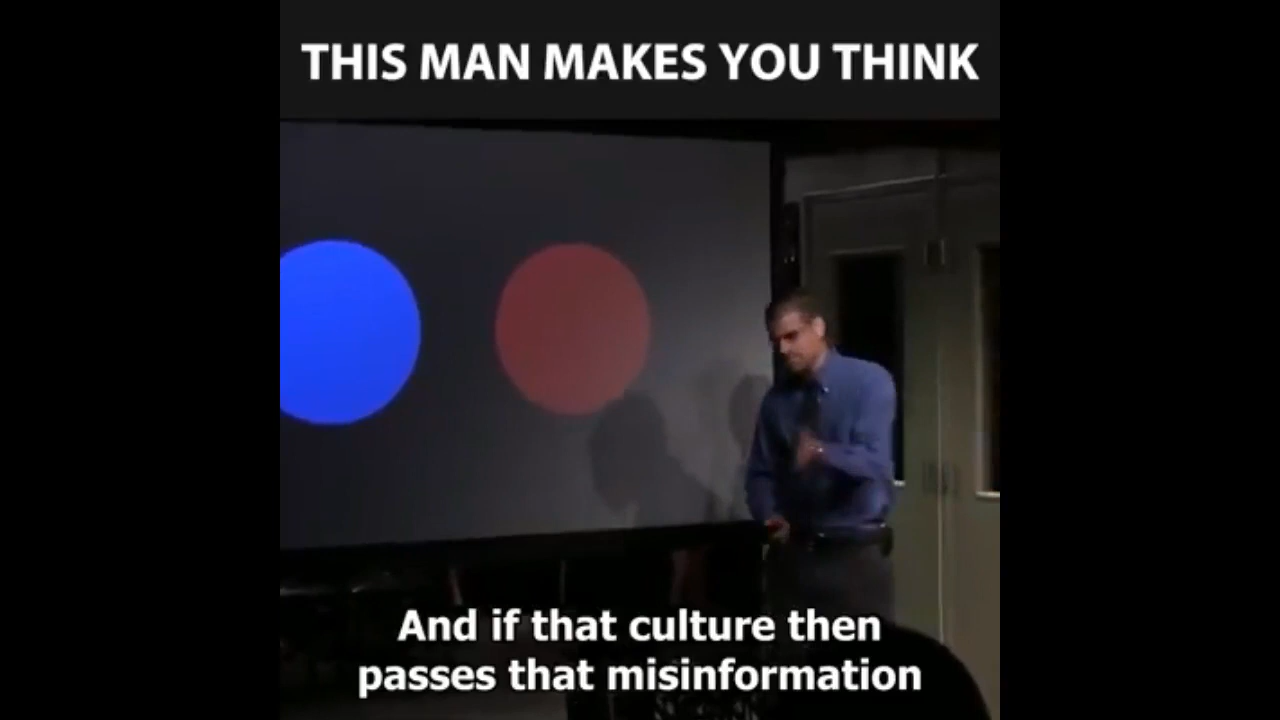 THIS MAN MAKES YOU THINK
And if that culture then
passes that misinformation